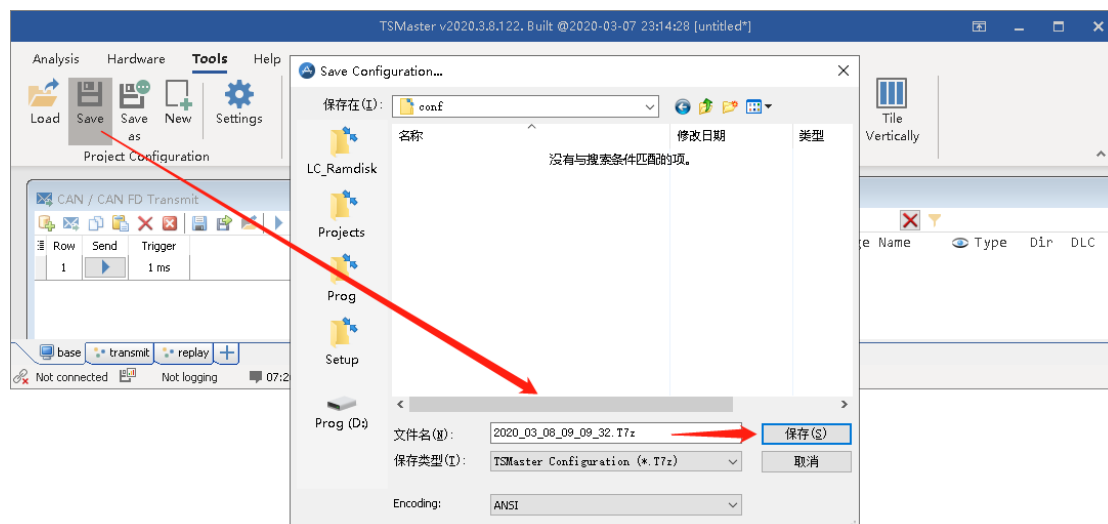 TSMaster v2020.3.8.122. Built @2020-03-07 23:14:28 [untitled*]
Analysis Hardware Tools Help
Load Save Save as New Settings
Project Configuration
Tile Vertically
CAN / CAN FD Transmit
Row Send Trigger
1 1 ms
Name Type Dir DLC
base transmit replay
Not connected Not logging 07:2
Save Configuration...
保存在(I): conf
名称 修改日期 类型
没有与搜索条件匹配的项。
LC_Ramdisk
Projects
Prog
Setup
Prog (D:)
文件名(N): 2020_03_08_09_09_32.T7z 保存(S)
保存类型(T): TSMaster Configuration (*.T7z) 取消
Encoding: ANSI